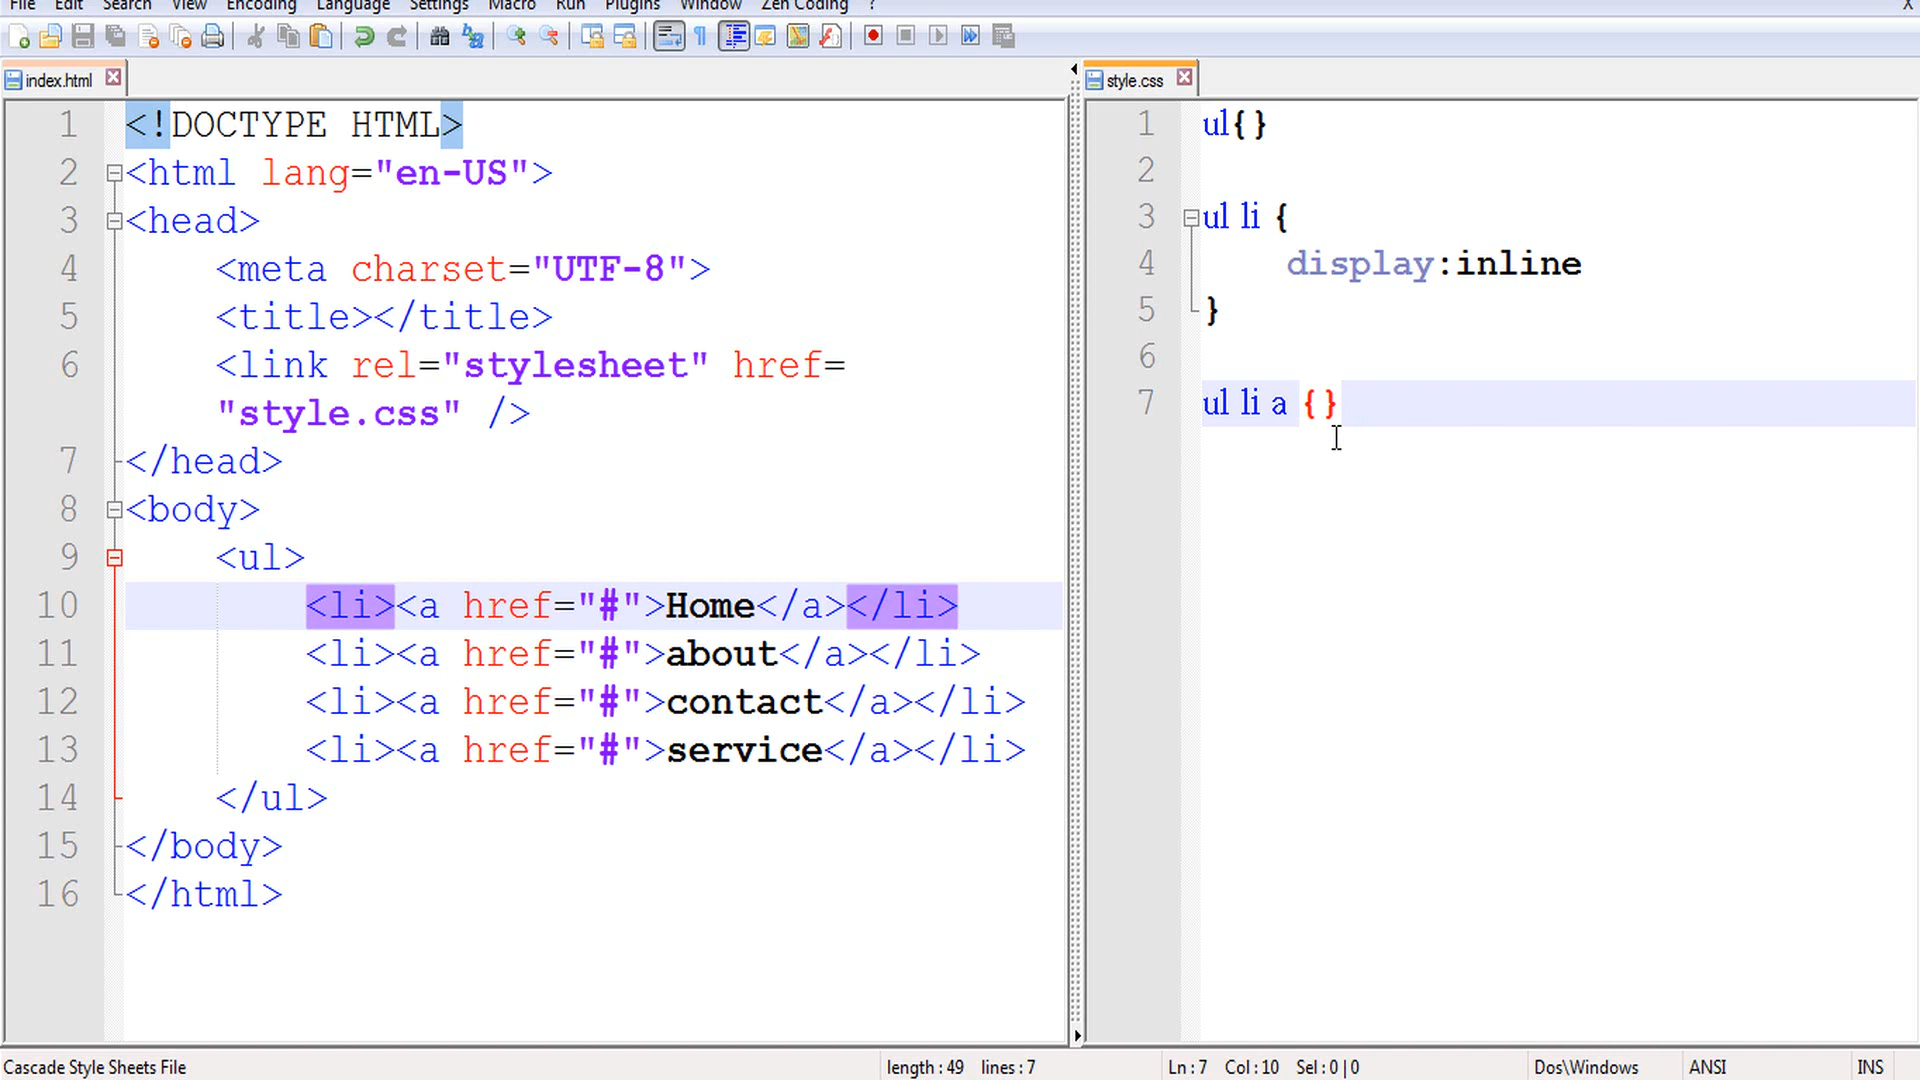 File Edit Search View Encoding Language Settings Macro Run Plugins Window Zen Coding ? X
index.html
style.css
1 <!DOCTYPE HTML>
2 <html lang="en-US">
3 <head>
4 <meta charset="UTF-8">
5 <title></title>
6 <link rel="stylesheet" href=
"style.css" />
7 </head>
8 <body>
9 <ul>
10 <li><a href="#">Home</a></li>
11 <li><a href="#">about</a></li>
12 <li><a href="#">contact</a></li>
13 <li><a href="#">service</a></li>
14 </ul>
15 </body>
16 </html>
1 ul{}
2
3 ul li {
4 display:inline
5 }
6
7 ul li a {}
Cascade Style Sheets File length : 49 lines : 7 Ln : 7 Col : 10 Sel : 0 | 0 Dos\Windows ANSI INS